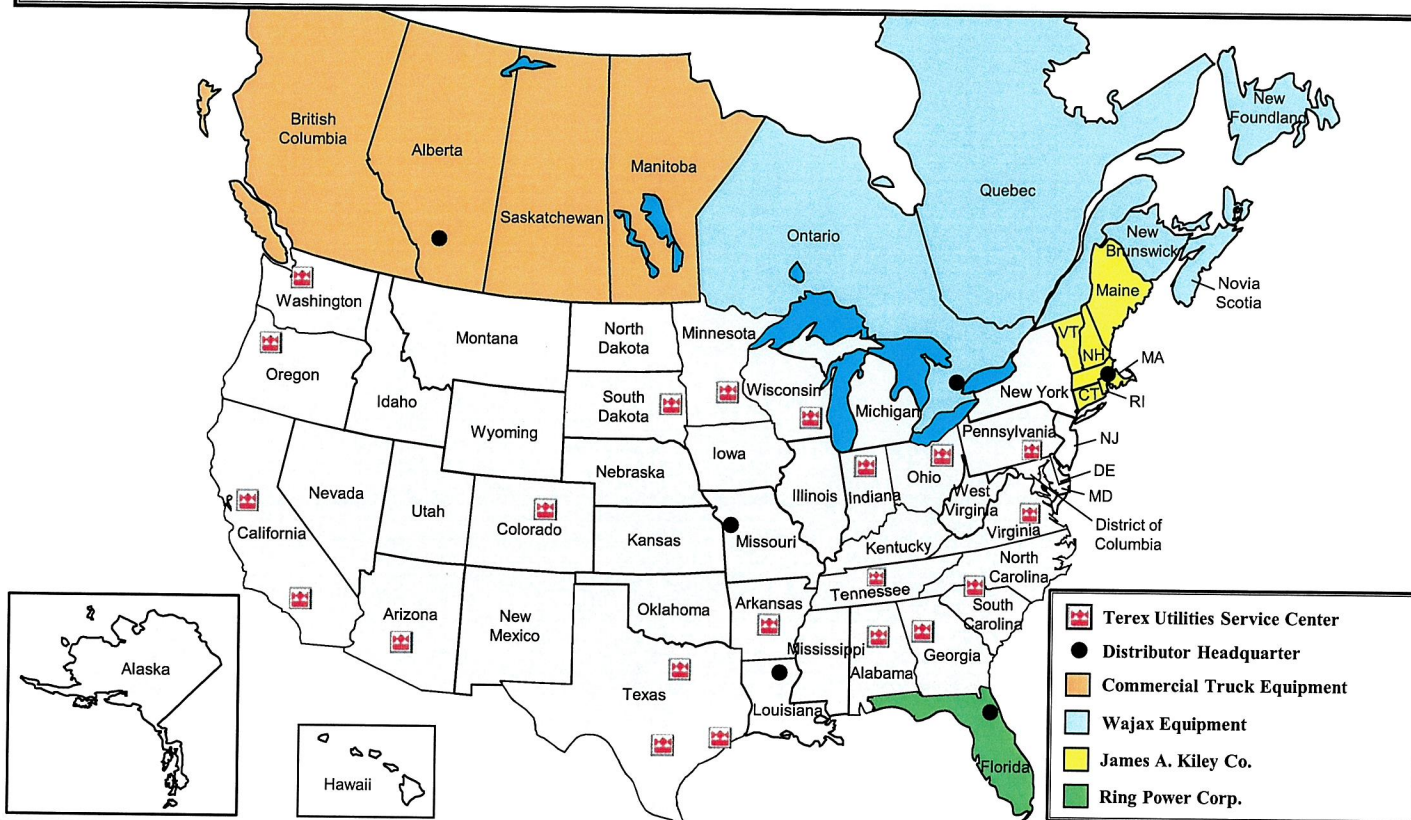 British
Columbia
Alberta
Saskatchewan
Manitoba
Ontario
Quebec
New
Foundland
New
Brunswick
Novia
Scotia
Washington
Oregon
Montana
Idaho
North
Dakota
South
Dakota
Minnesota
Wisconsin
Michigan
New York
Maine
VT
NH
MA
CT
RI
Wyoming
Nebraska
Iowa
Illinois
Indiana
Ohio
Pennsylvania
NJ
DE
MD
District of
Columbia
West
Virginia
Virginia
California
Nevada
Utah
Colorado
Kansas
Missouri
Kentucky
North
Carolina
Tennessee
South
Carolina
Arizona
New
Mexico
Oklahoma
Arkansas
Mississippi
Alabama
Georgia
Texas
Louisiana
Florida
Alaska
Hawaii
Terex Utilities Service Center
Distributor Headquarter
Commercial Truck Equipment
Wajax Equipment
James A. Kiley Co.
Ring Power Corp.